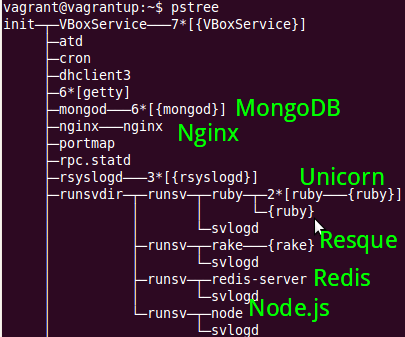 vagrant@vagrantup:~$ pstree
init─┬─VBoxService───7*[{VBoxService}]
     ├─atd
     ├─cron
     ├─dhclient3
     ├─6*[getty]
     ├─mongod───6*[{mongod}] MongoDB
     ├─nginx───nginx Nginx
     ├─portmap
     ├─rpc.statd
     ├─rsyslogd───3*[{rsyslogd}] Unicorn
     ├─runsvdir─┬─runsv─┬─ruby─┬─2*[ruby───{ruby}]
     │          │       │      └─{ruby}
     │          │       └─svlogd
     │          ├─runsv─┬─rake───{rake} Resque
     │          │       └─svlogd
     │          ├─runsv─┬─redis-server Redis
     │          │       └─svlogd
     │          └─runsv─┬─node Node.js
     │                  └─svlogd